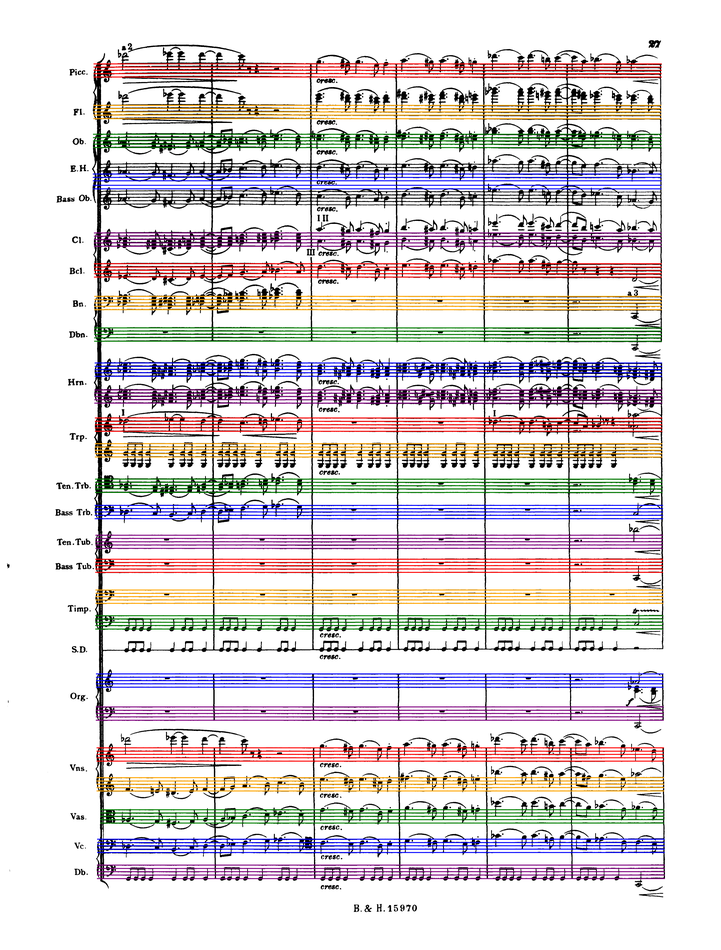 27
a 2
Picc.
cresc.
Fl.
cresc.
Ob.
cresc.
E.H.
cresc.
Bass Ob.
cresc.
I II
Cl.
III cresc.
Bcl.
cresc.
a 3
Bn.
Dbn.
Hrn.
cresc.
cresc.
I
I
Trp.
cresc.
Ten. Trb.
Bass Trb.
Ten. Tub.
Bass Tub.
Timp.
cresc.
S.D.
cresc.
Org.
f
Vns.
cresc.
cresc.
Vas.
cresc.
Vc.
cresc.
Db.
cresc.
B. & H. 15970